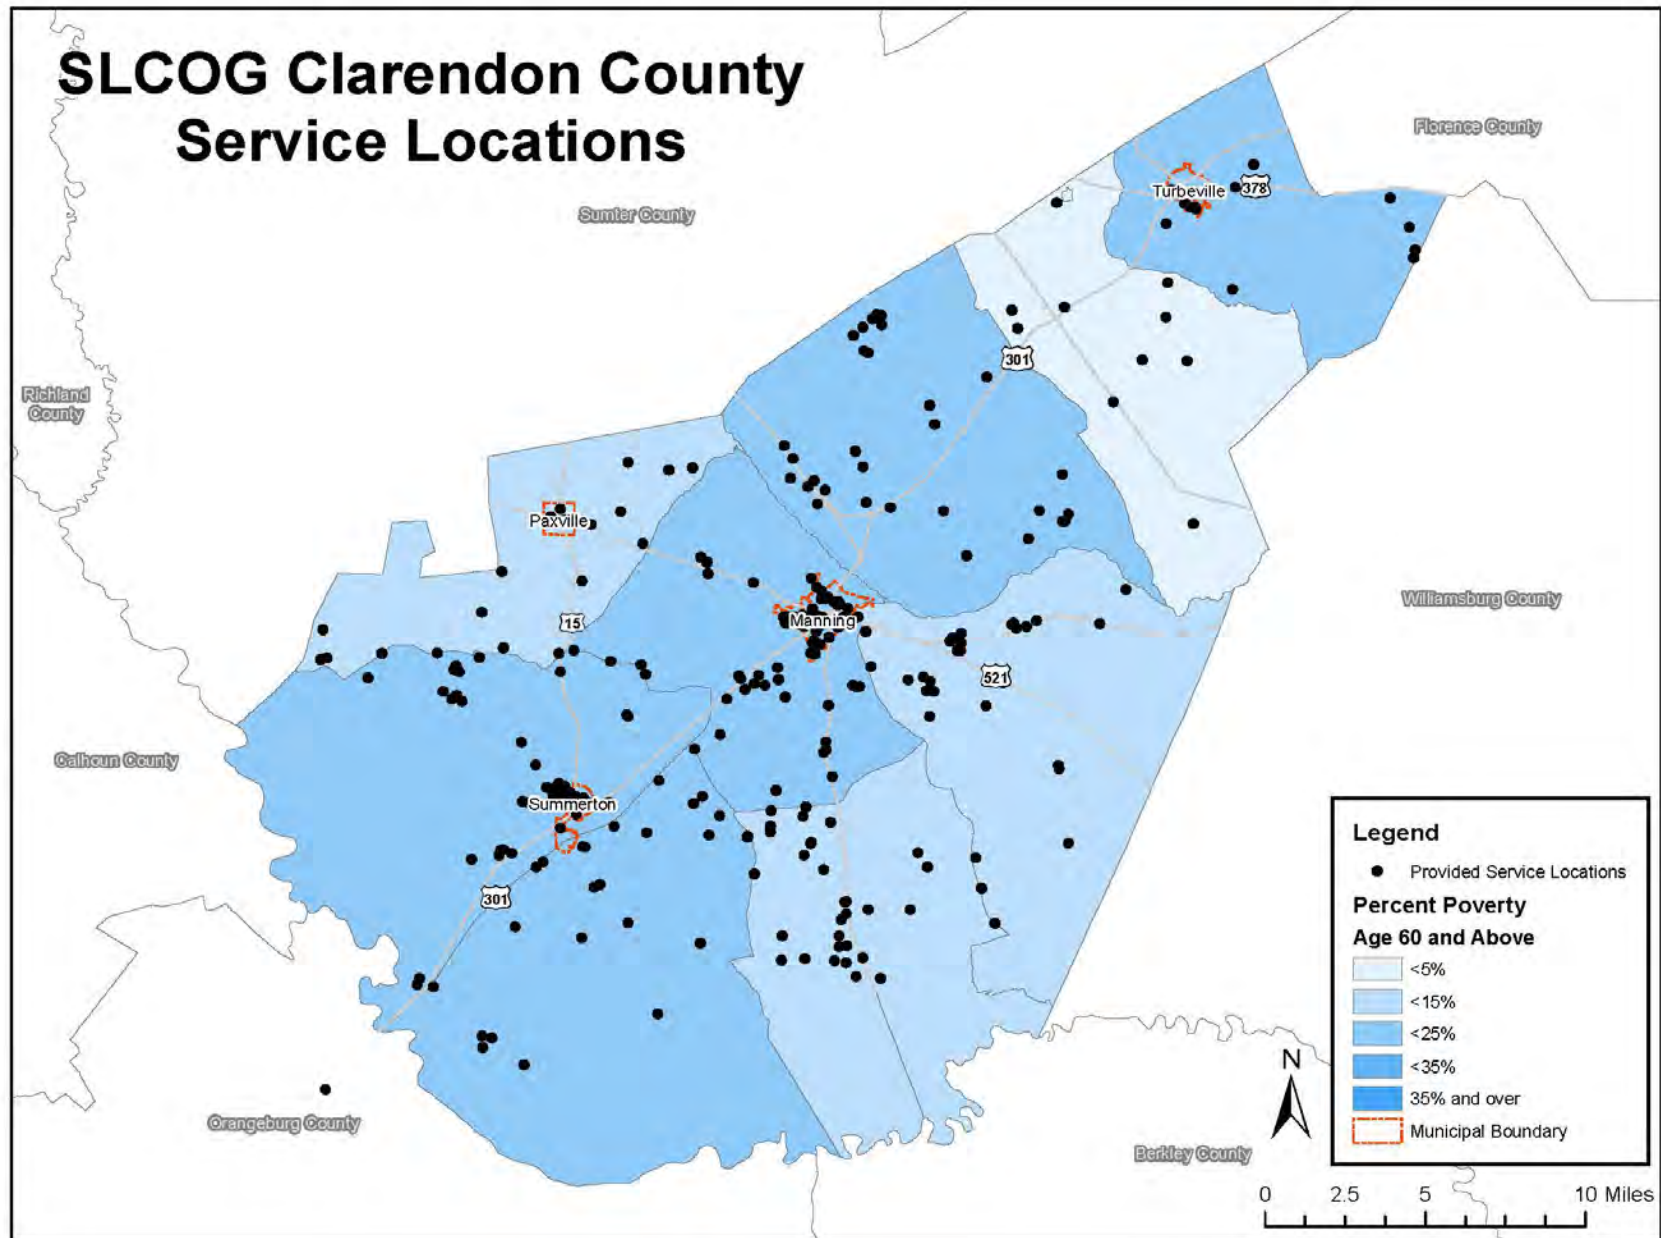 SLCOG Clarendon County
Service Locations
Florence County
Turbeville
378
Sumter County
301
Richland
County
Paxville
Williamsburg County
15
Manning
521
Calhoun County
Summerton
301
Legend
Provided Service Locations
Percent Poverty
Age 60 and Above
<5%
<15%
<25%
<35%
35% and over
Municipal Boundary
N
Orangeburg County
Berkley County
0 2.5 5 10 Miles